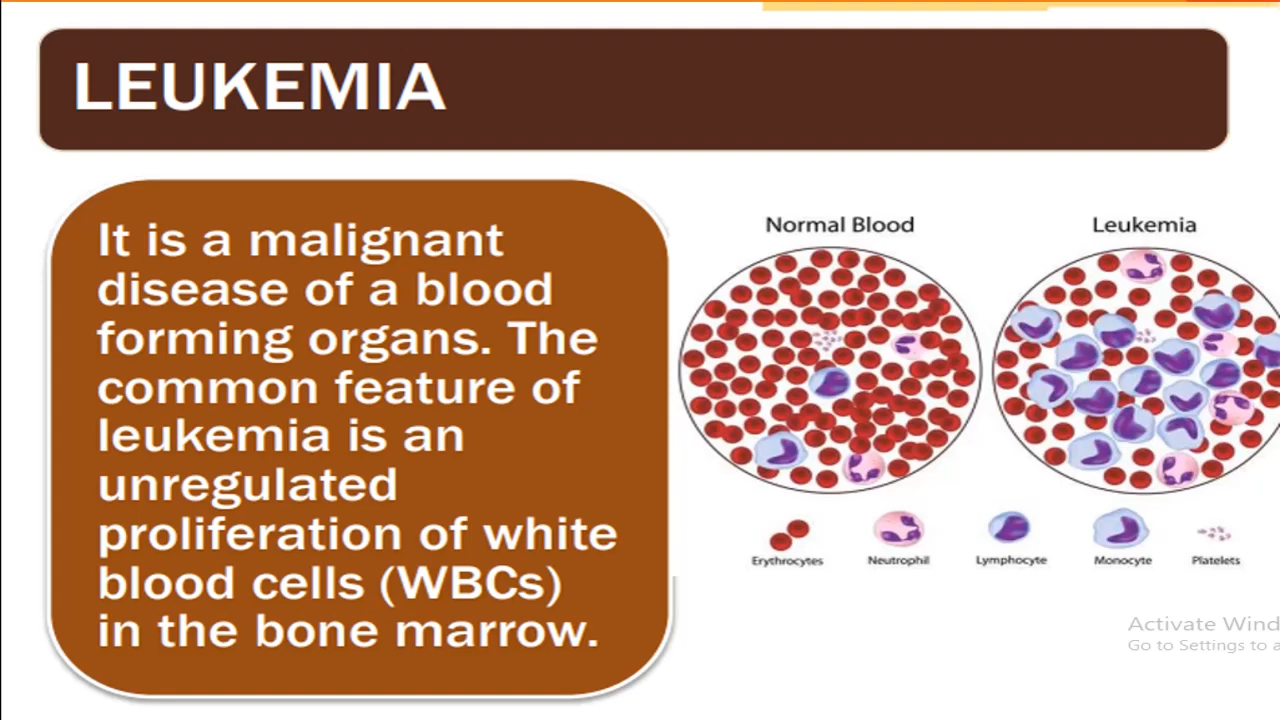 LEUKEMIA
It is a malignant
disease of a blood
forming organs. The
common feature of
leukemia is an
unregulated
proliferation of white
blood cells (WBCs)
in the bone marrow.
Normal Blood
Leukemia
Erythrocytes
Neutrophil
Lymphocyte
Monocyte
Platelets
Activate Wind
Go to Settings to a